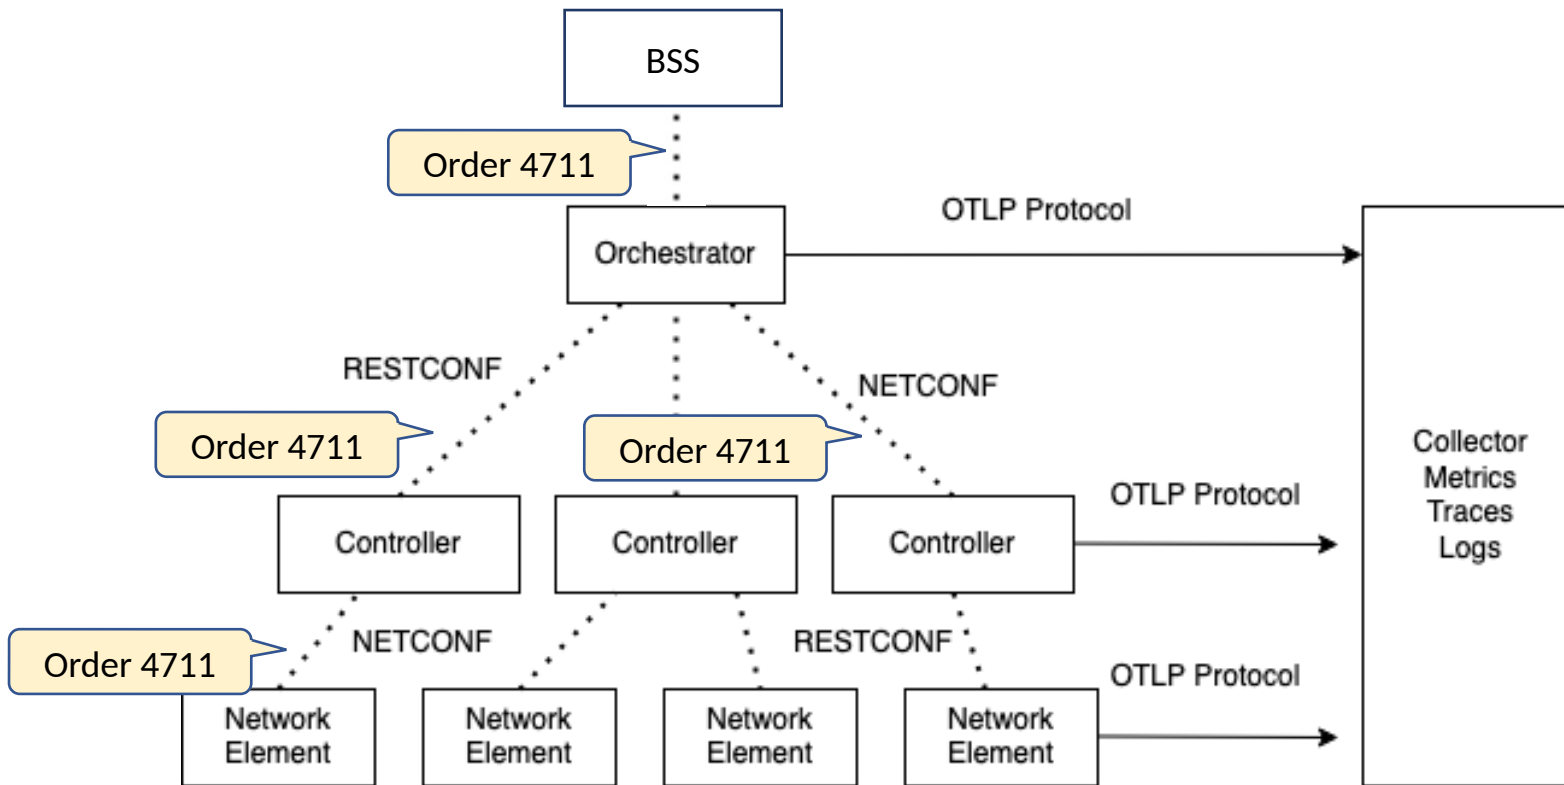 BSS
Order 4711
OTLP Protocol
Orchestrator
RESTCONF
NETCONF
Order 4711
Order 4711
Collector
Metrics
Traces
Logs
OTLP Protocol
Controller
Controller
Controller
NETCONF
RESTCONF
Order 4711
OTLP Protocol
Network
Element
Network
Element
Network
Element
Network
Element